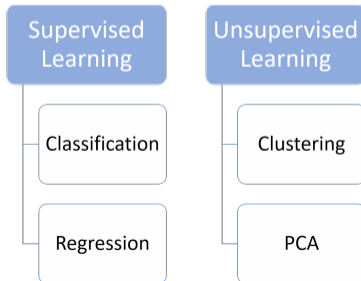 Supervised
Learning
Classification
Regression
Unsupervised
Learning
Clustering
PCA